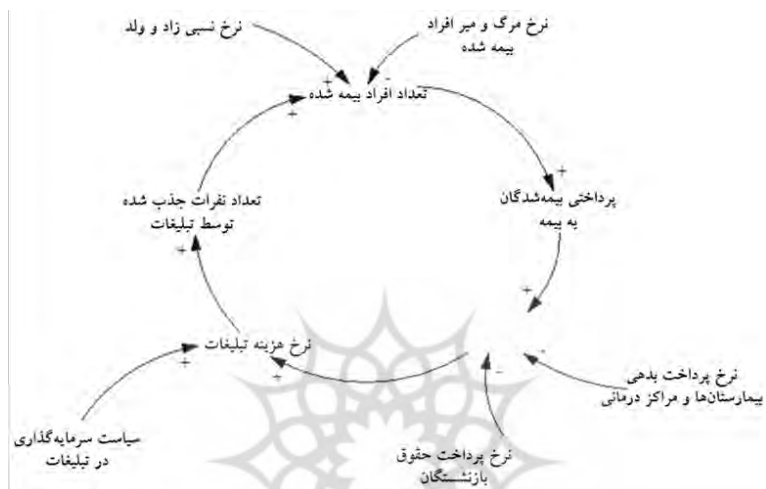 نرخ مرگ و میر افراد
بیمه شده
نرخ نسبی زاد و ولد
+
-
تعداد افراد بیمه شده
+
+
پرداختی بیمه‌شدگان
به بیمه
تعداد نفرات جذب شده
توسط تبلیغات
+
+
نرخ هزینه تبلیغات
+
+
-
-
نرخ پرداخت بدهی
بیمارستان‌ها و مراکز درمانی
نرخ پرداخت حقوق
بازنشستگان
سیاست سرمایه‌گذاری
در تبلیغات